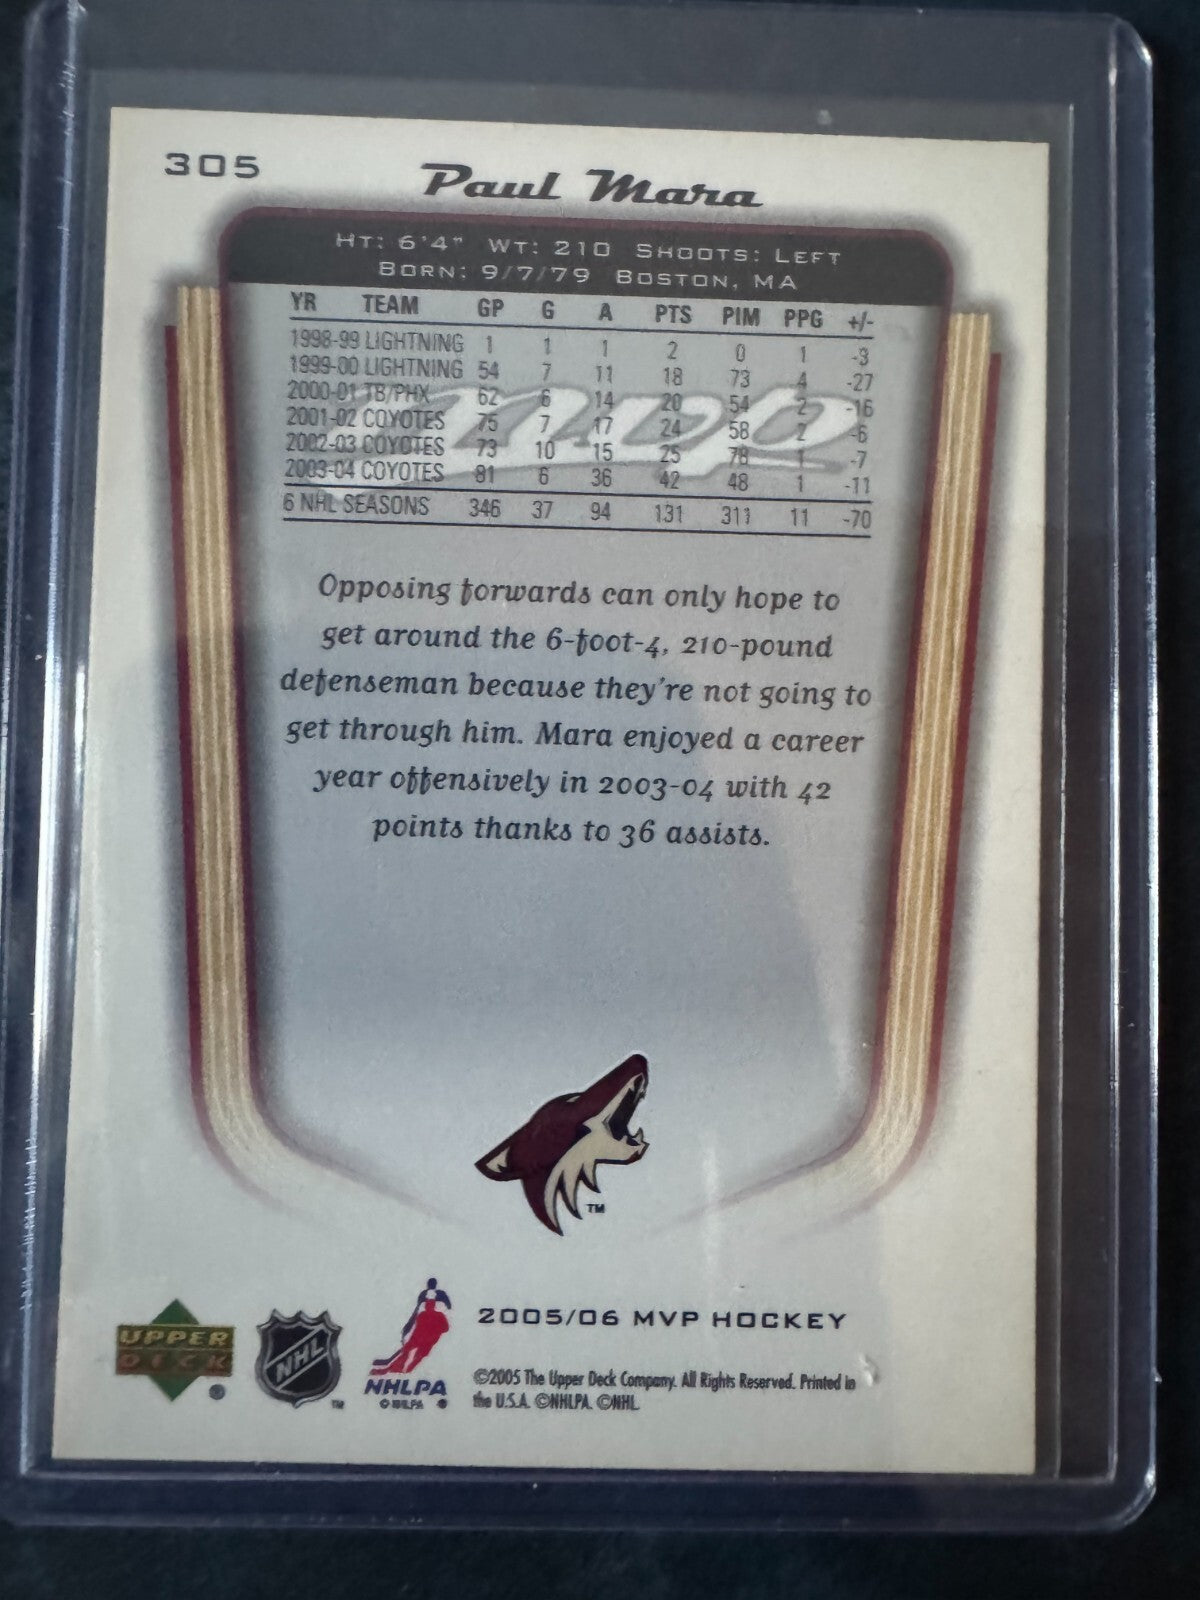 305
Paul Mara
HT: 6'4" WT: 210 SHOOTS: LEFT
BORN: 9/7/79 BOSTON, MA
YR TEAM GP G A PTS PIM PPG +/-
1998-99 LIGHTNING 1 1 1 2 0 1 -3
1999-00 LIGHTNING 54 7 11 18 73 4 -27
2000-01 TB/PHX 62 6 14 20 54 2 -16
2001-02 COYOTES 75 7 17 24 58 2 -6
2002-03 COYOTES 73 10 15 25 78 1 -7
2003-04 COYOTES 81 6 36 42 48 1 -11
6 NHL SEASONS 346 37 94 131 311 11 -70
mvp
Opposing forwards can only hope to
get around the 6-foot-4, 210-pound
defenseman because they're not going to
get through him. Mara enjoyed a career
year offensively in 2003-04 with 42
points thanks to 36 assists.
TM
2005/06 MVP HOCKEY
UPPER
DECK
®
NHL
TM
NHLPA
©NHLPA ®
©2005 The Upper Deck Company. All Rights Reserved. Printed in
the U.S.A. ©NHLPA. ©NHL.